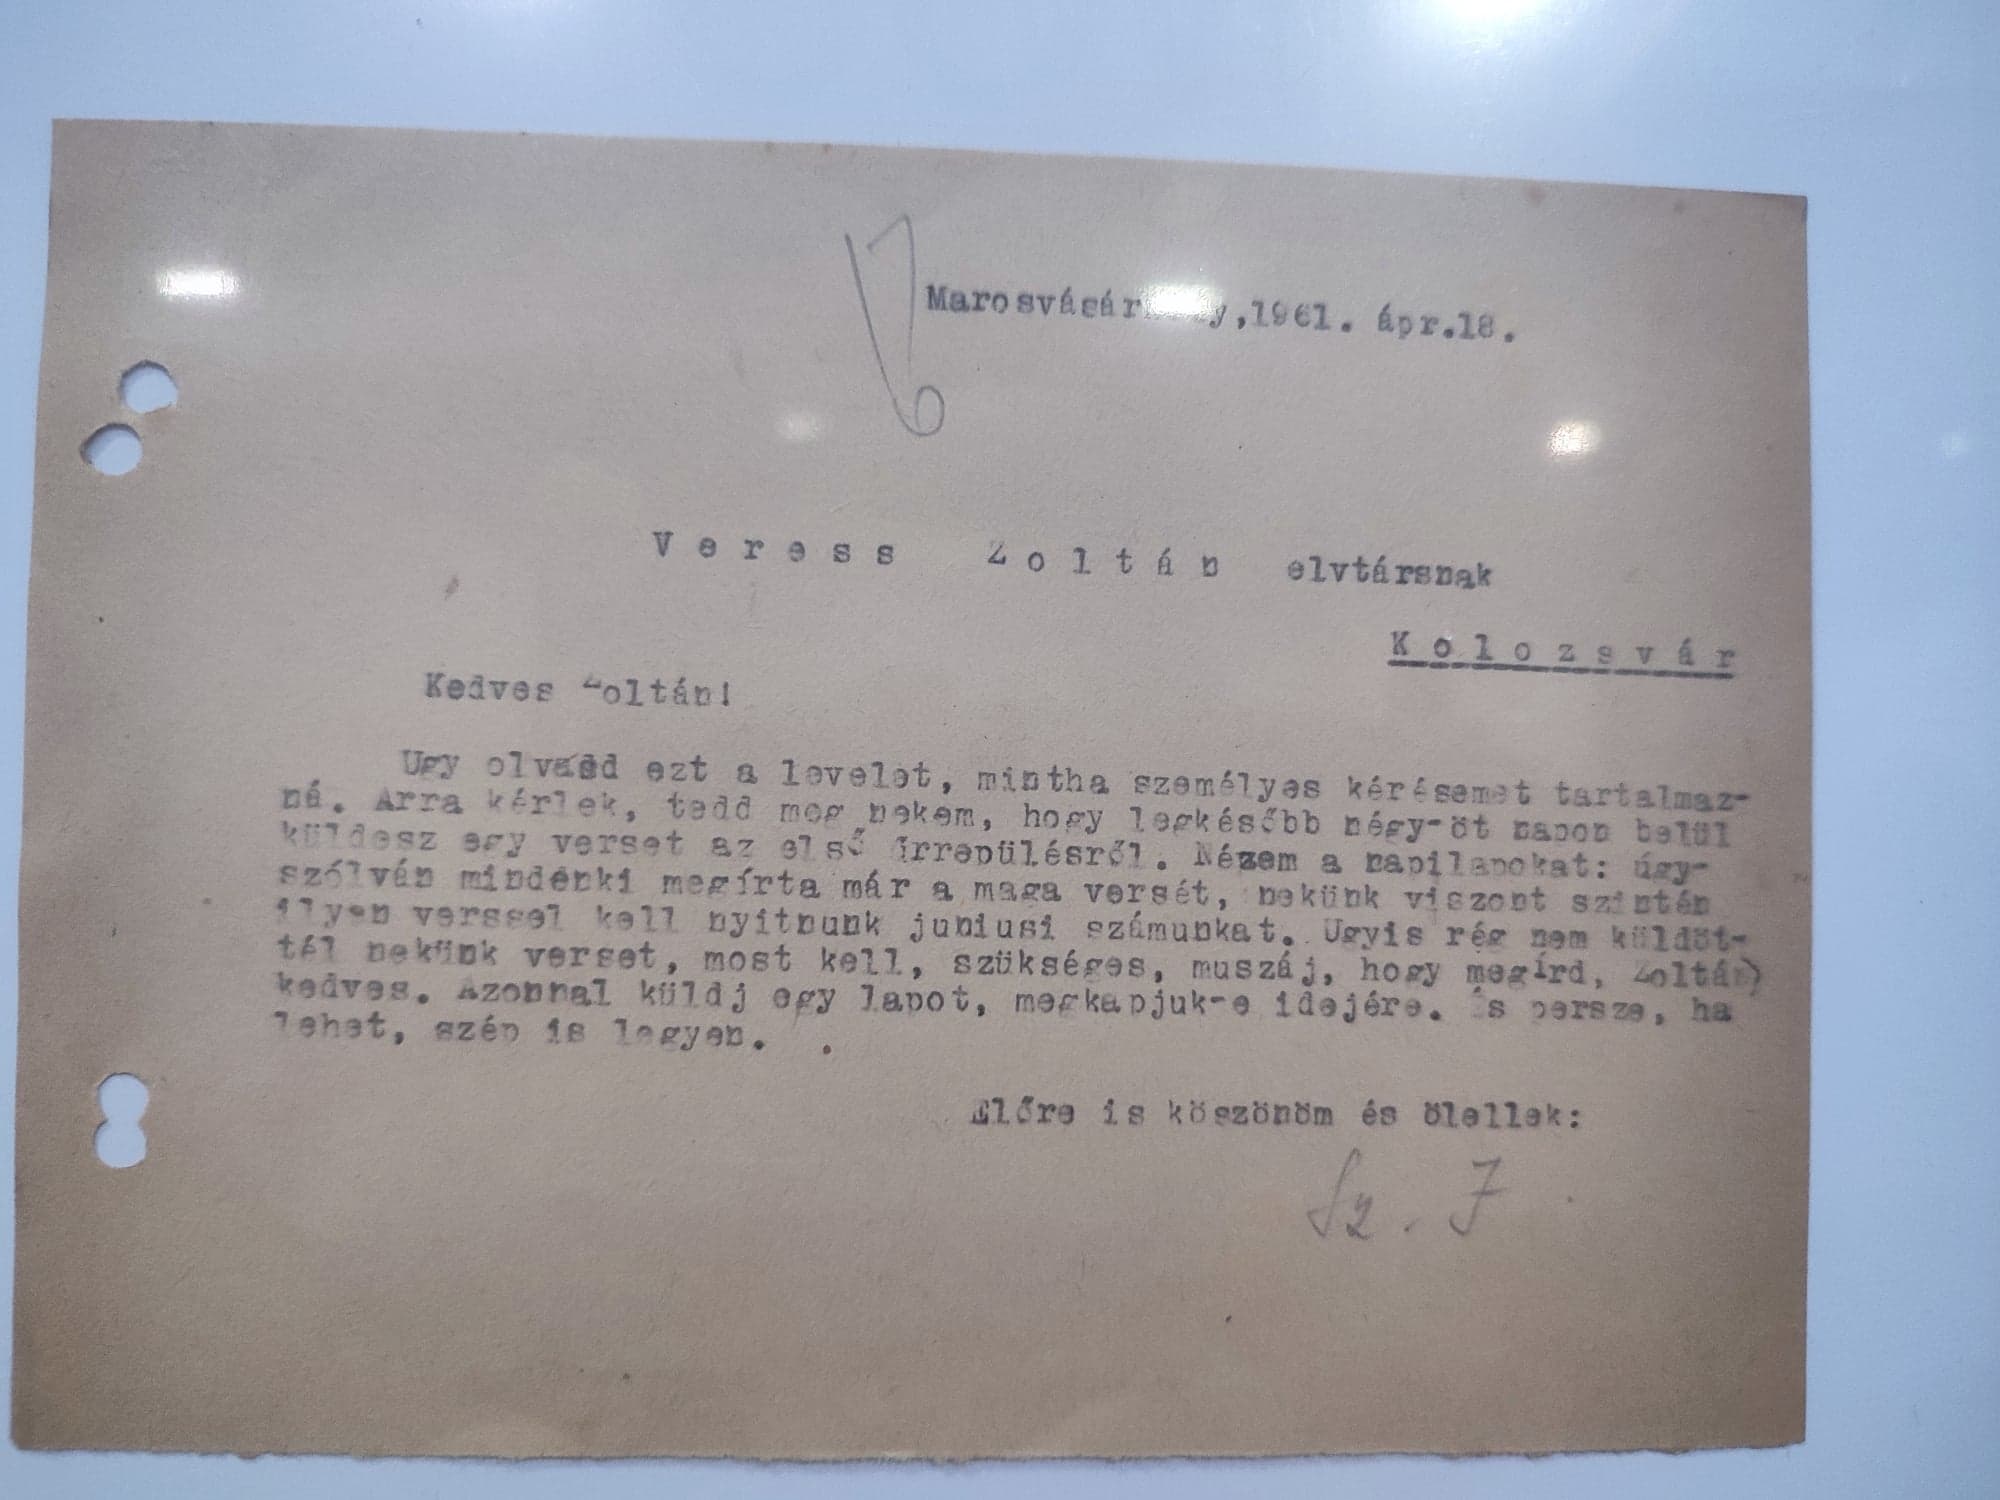 Marosvásárhely,1961. ápr.18.
Veress Zoltán elvtársnak
Kolozsvár
Kedves Zoltán!
Ugy olvasd ezt a levelet, mintha személyes kérésemet tartalmaz-
ná. Arra kérlek, tedd meg nekem, hogy legkésőbb négy-öt napon belül
küldesz egy verset az első űrrepülésről. Nézem a napilapokat: úgy-
szólván mindenki megírta már a maga versét, nekünk viszont szintén
ilyen verssel kell nyitnunk juniusi számunkat. Ugyis rég nem küldöt-
tél nekünk verset, most kell, szükséges, muszáj, hogy megírd, Zoltán,
kedves. Azonnal küldj egy lapot, megkapjuk-e idejére. És persze, ha
lehet, szép is legyen.
Előre is köszönöm és ölellek:
Sz. J